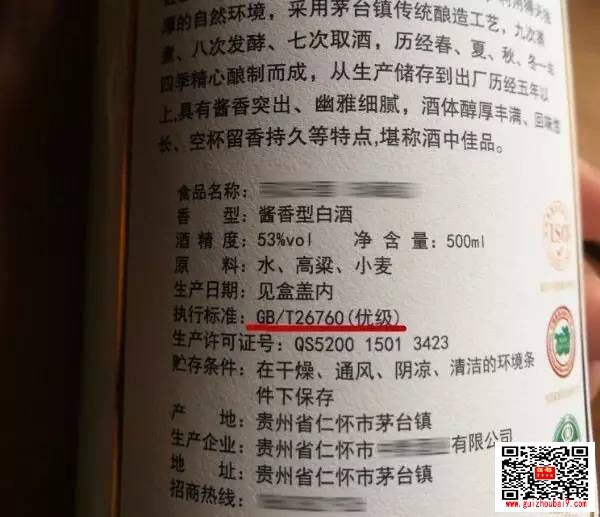 厚的自然环境，采用茅台镇传统酿造工艺，九次蒸
煮、八次发酵、七次取酒，历经春、夏、秋、冬一年
四季精心酿制而成，从生产储存到出厂历经五年以
上,具有酱香突出、幽雅细腻，酒体醇厚丰满、回味悠
长、空杯留香持久等特点,堪称酒中佳品。
食品名称：
香 型：酱香型白酒
酒 精 度：53%vol 净 含 量：500ml
原 料：水、高粱、小麦
生产日期：见盒盖内
执行标准：GB/T26760(优级)
生产许可证号：QS5200 1501 3423
贮存条件：在干燥、通风、阴凉、清洁的环境条
件下保存
产 地：贵州省仁怀市茅台镇
生产企业：贵州省仁怀市 有限公司
地 址：贵州省仁怀市茅台镇
招商热线：
www.guizhoubai9.com